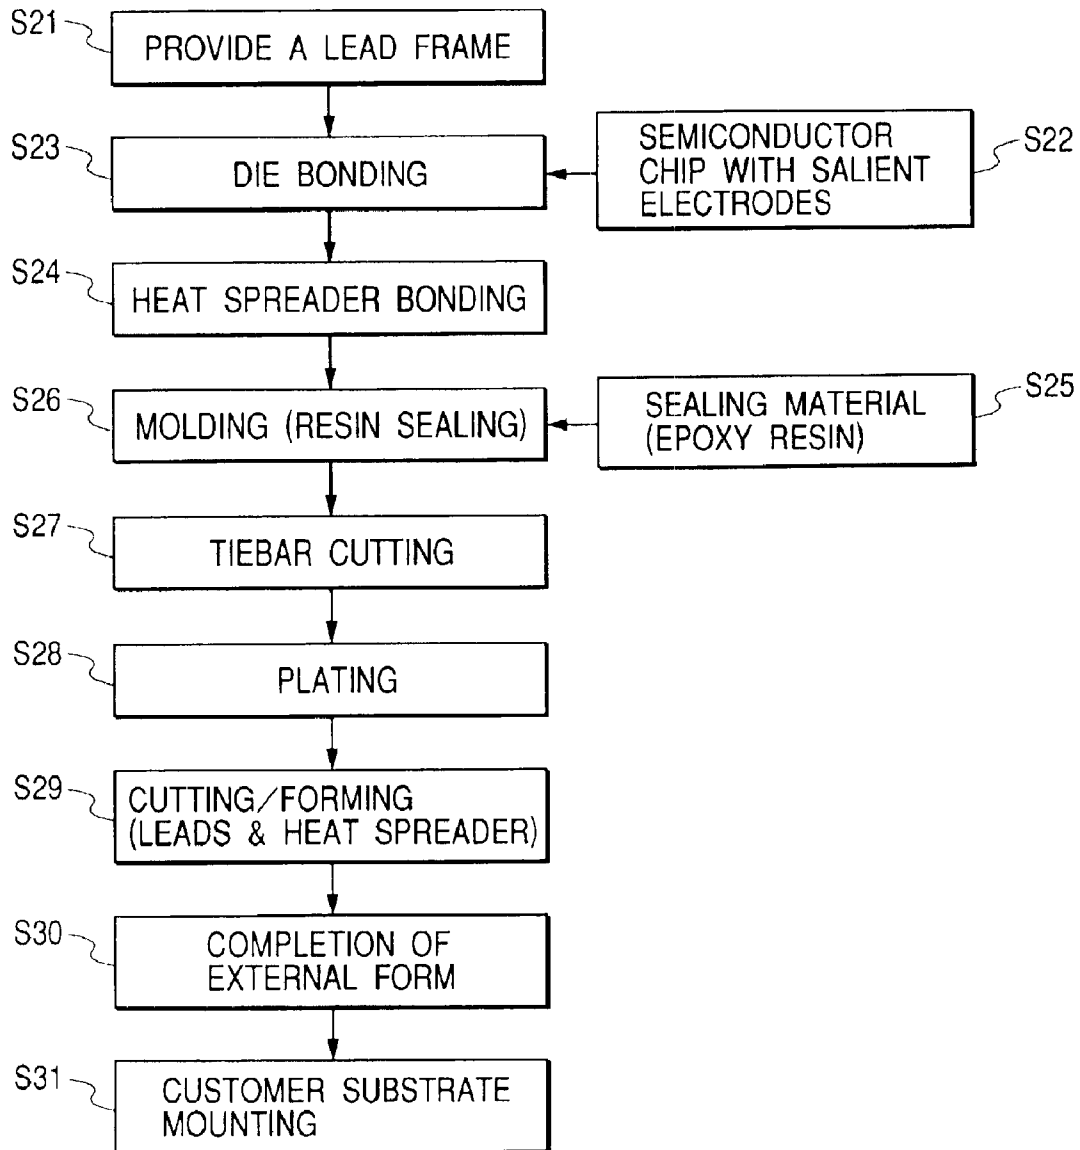 S21
PROVIDE A LEAD FRAME
S23
DIE BONDING
SEMICONDUCTOR
CHIP WITH SALIENT
ELECTRODES
S22
S24
HEAT SPREADER BONDING
S26
MOLDING (RESIN SEALING)
SEALING MATERIAL
(EPOXY RESIN)
S25
S27
TIEBAR CUTTING
S28
PLATING
S29
CUTTING/FORMING
(LEADS & HEAT SPREADER)
S30
COMPLETION OF
EXTERNAL FORM
S31
CUSTOMER SUBSTRATE
MOUNTING